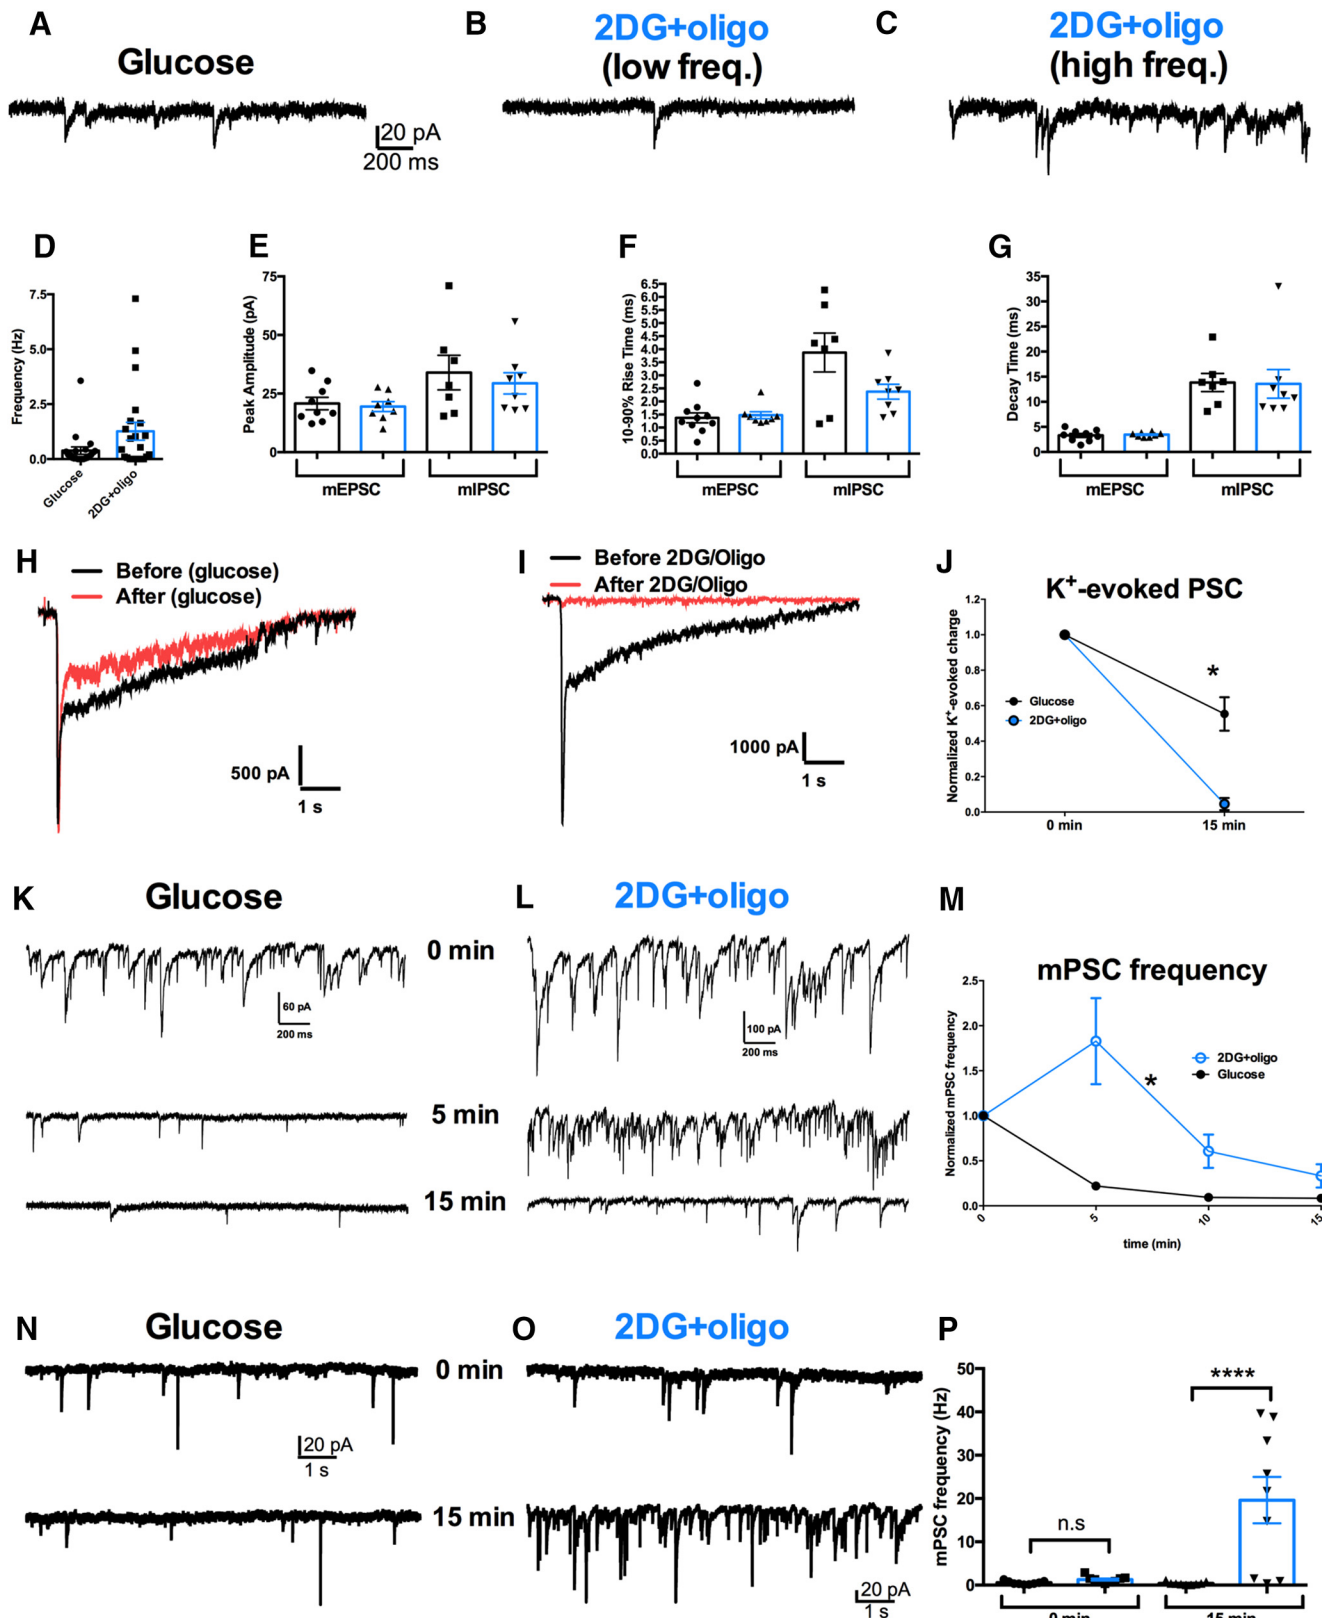 A
Glucose
20 pA
200 ms
B
2DG+oligo
(low freq.)
C
2DG+oligo
(high freq.)
D
Frequency (Hz)
7.5
5.0
2.5
0.0
Glucose
2DG+oligo
E
Peak Amplitude (pA)
75
50
25
0
mEPSC
mIPSC
F
10-90% Rise Time (ms)
6.5
6.0
5.5
5.0
4.5
4.0
3.5
3.0
2.5
2.0
1.5
1.0
0.5
0.0
mEPSC
mIPSC
G
Decay Time (ms)
35
30
25
20
15
10
5
0
mEPSC
mIPSC
H
Before (glucose)
After (glucose)
500 pA
1 s
I
Before 2DG/Oligo
After 2DG/Oligo
1000 pA
1 s
J
K⁺-evoked PSC
Normalized K⁺-evoked charge
1.2
1.0
0.8
0.6
0.4
0.2
0.0
*
Glucose
2DG+oligo
0 min
15 min
K
Glucose
60 pA
200 ms
L
2DG+oligo
100 pA
200 ms
0 min
5 min
15 min
M
mPSC frequency
Normalized mPSC frequency
2.5
2.0
1.5
1.0
0.5
0.0
*
2DG+oligo
Glucose
0
5
10
15
time (min)
N
Glucose
20 pA
1 s
O
2DG+oligo
0 min
15 min
20 pA
1 s
P
mPSC frequency (Hz)
50
40
30
20
10
0
n.s
****
0 min
15 min